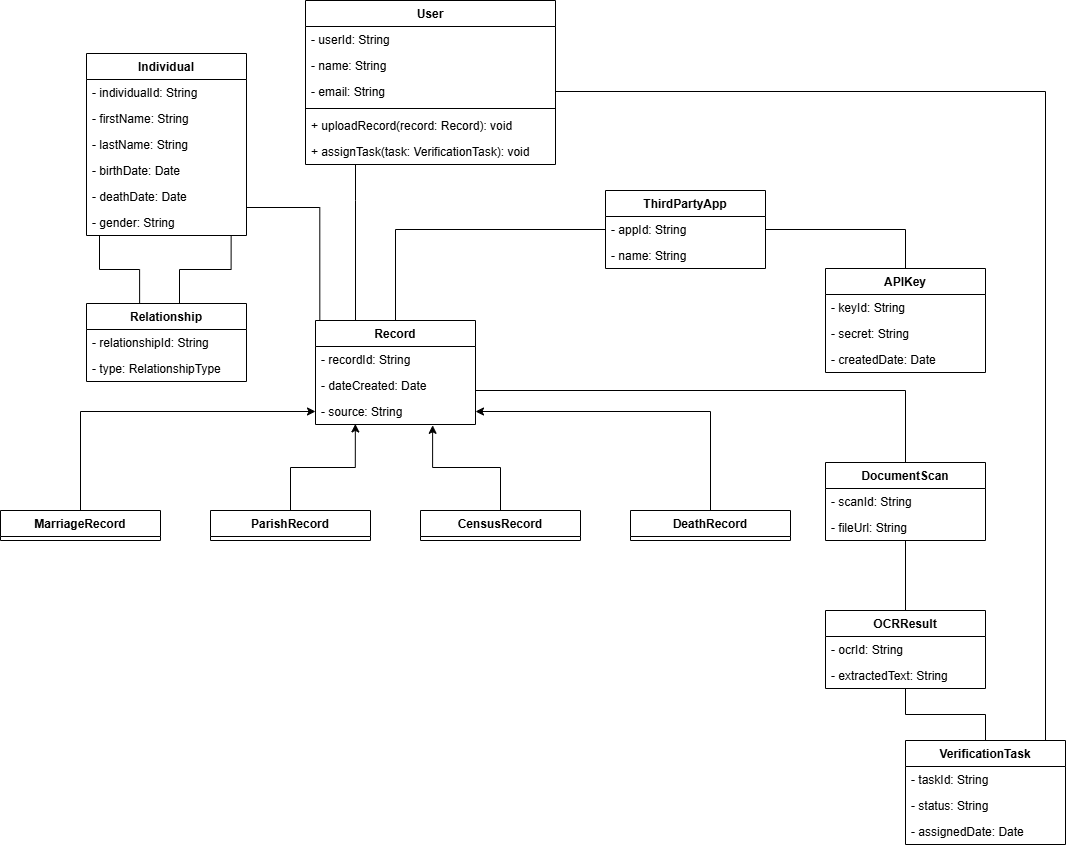 User
- userId: String
- name: String
- email: String
+ uploadRecord(record: Record): void
+ assignTask(task: VerificationTask): void
Individual
- individualId: String
- firstName: String
- lastName: String
- birthDate: Date
- deathDate: Date
- gender: String
ThirdPartyApp
- appId: String
- name: String
APIKey
- keyId: String
- secret: String
- createdDate: Date
Relationship
- relationshipId: String
- type: RelationshipType
Record
- recordId: String
- dateCreated: Date
- source: String
MarriageRecord
ParishRecord
CensusRecord
DeathRecord
DocumentScan
- scanId: String
- fileUrl: String
OCRResult
- ocrId: String
- extractedText: String
VerificationTask
- taskId: String
- status: String
- assignedDate: Date